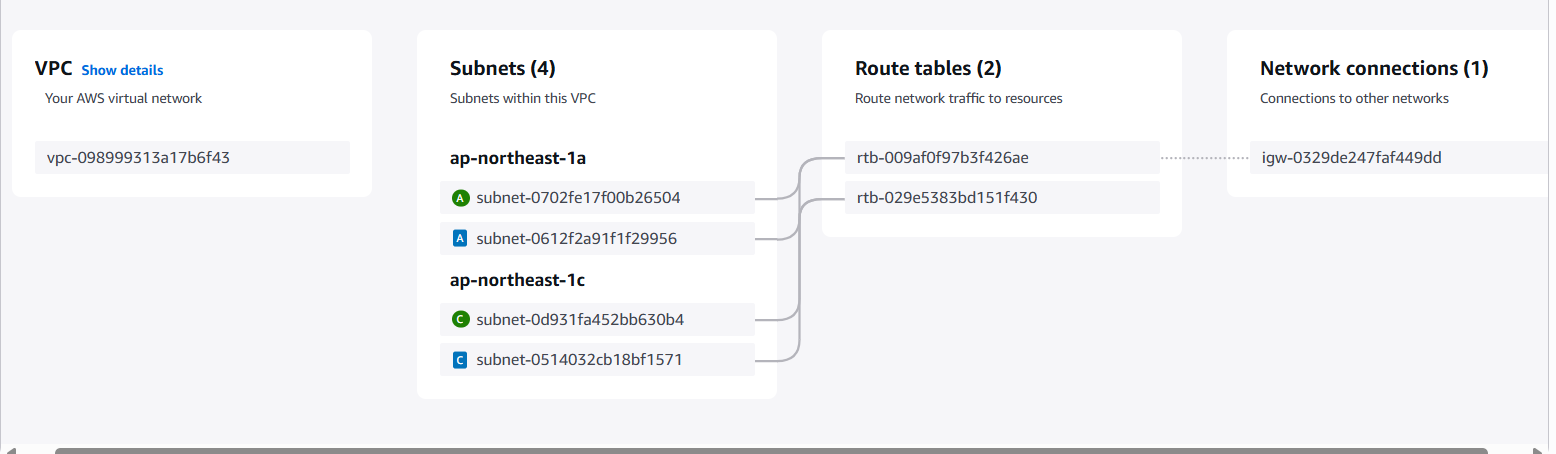 VPC Show details
Your AWS virtual network
vpc-098999313a17b6f43
Subnets (4)
Subnets within this VPC
ap-northeast-1a
A subnet-0702fe17f00b26504
A subnet-0612f2a91f1f29956
ap-northeast-1c
C subnet-0d931fa452bb630b4
C subnet-0514032cb18bf1571
Route tables (2)
Route network traffic to resources
rtb-009af0f97b3f426ae
rtb-029e5383bd151f430
Network connections (1)
Connections to other networks
igw-0329de247faf449dd